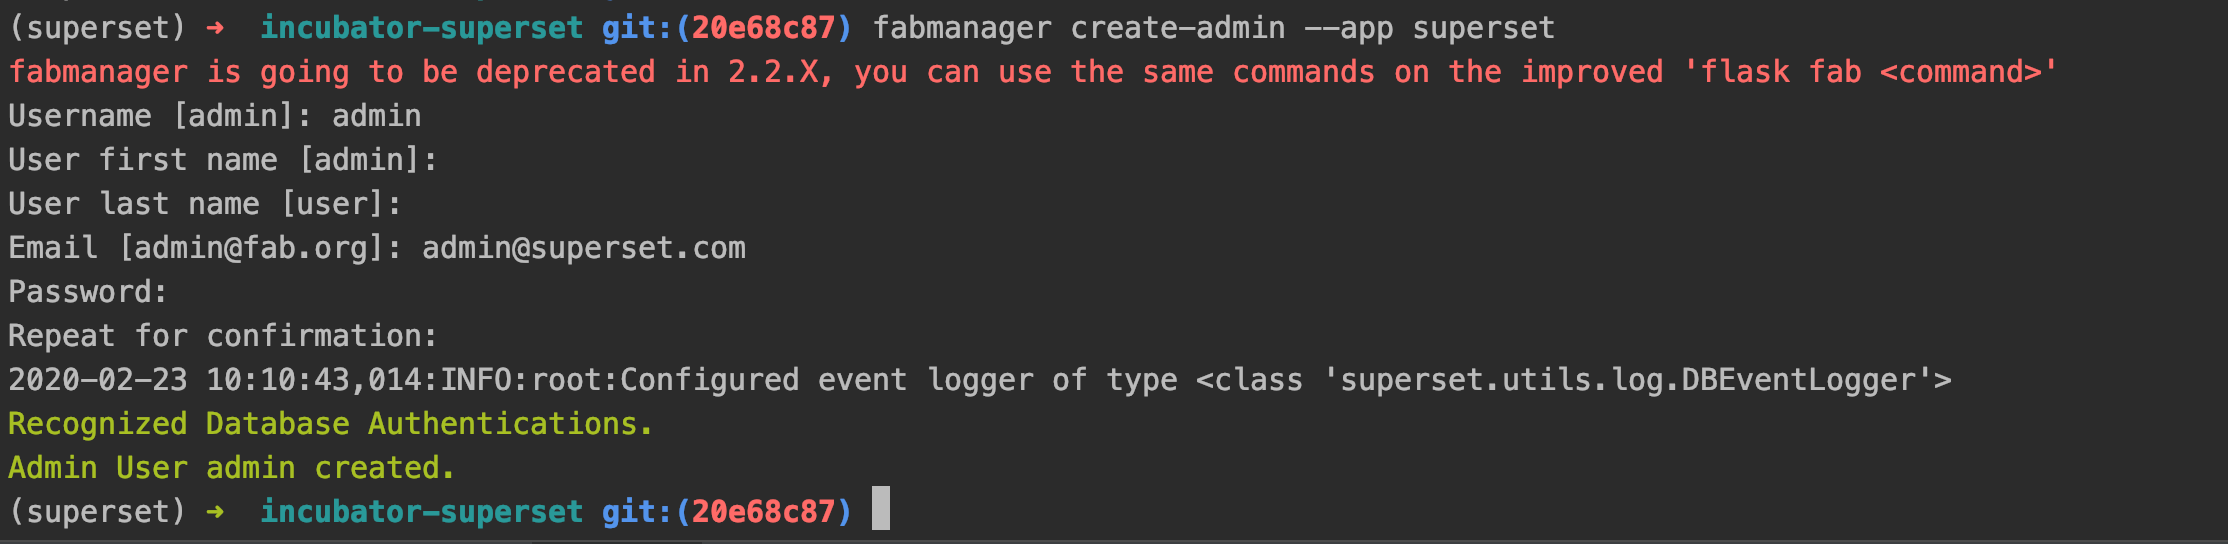 (superset) ➜ incubator-superset git:(20e68c87) fabmanager create-admin --app superset
fabmanager is going to be deprecated in 2.2.X, you can use the same commands on the improved 'flask fab <command>'
Username [admin]: admin
User first name [admin]:
User last name [user]:
Email [admin@fab.org]: admin@superset.com
Password:
Repeat for confirmation:
2020-02-23 10:10:43,014:INFO:root:Configured event logger of type <class 'superset.utils.log.DBEventLogger'>
Recognized Database Authentications.
Admin User admin created.
(superset) ➜ incubator-superset git:(20e68c87)